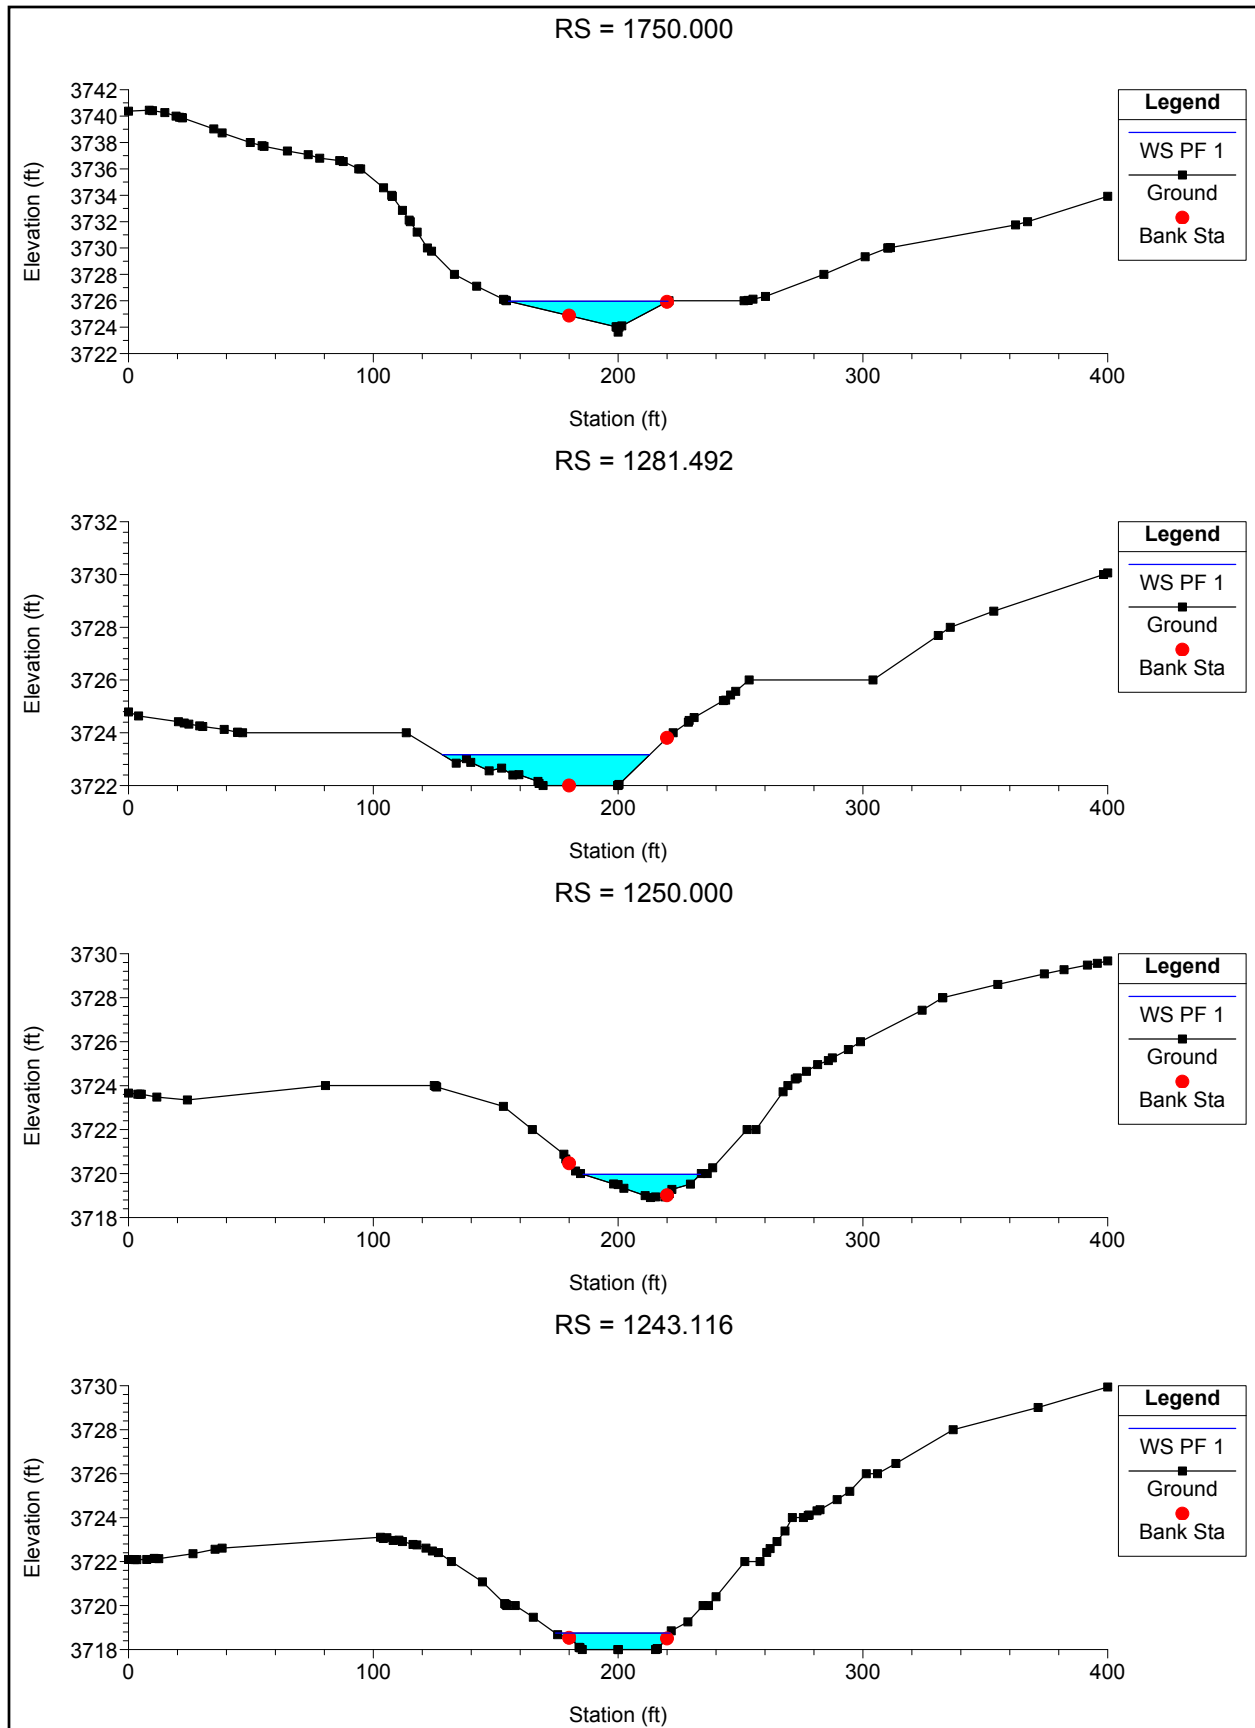 RS = 1750.000
3742
3740
3738
3736
3734
3732
3730
3728
3726
3724
3722
Elevation (ft)
0 100 200 300 400
Station (ft)
Legend
WS PF 1
Ground
Bank Sta
RS = 1281.492
3732
3730
3728
3726
3724
3722
Elevation (ft)
0 100 200 300 400
Station (ft)
Legend
WS PF 1
Ground
Bank Sta
RS = 1250.000
3730
3728
3726
3724
3722
3720
3718
Elevation (ft)
0 100 200 300 400
Station (ft)
Legend
WS PF 1
Ground
Bank Sta
RS = 1243.116
3730
3728
3726
3724
3722
3720
3718
Elevation (ft)
0 100 200 300 400
Station (ft)
Legend
WS PF 1
Ground
Bank Sta